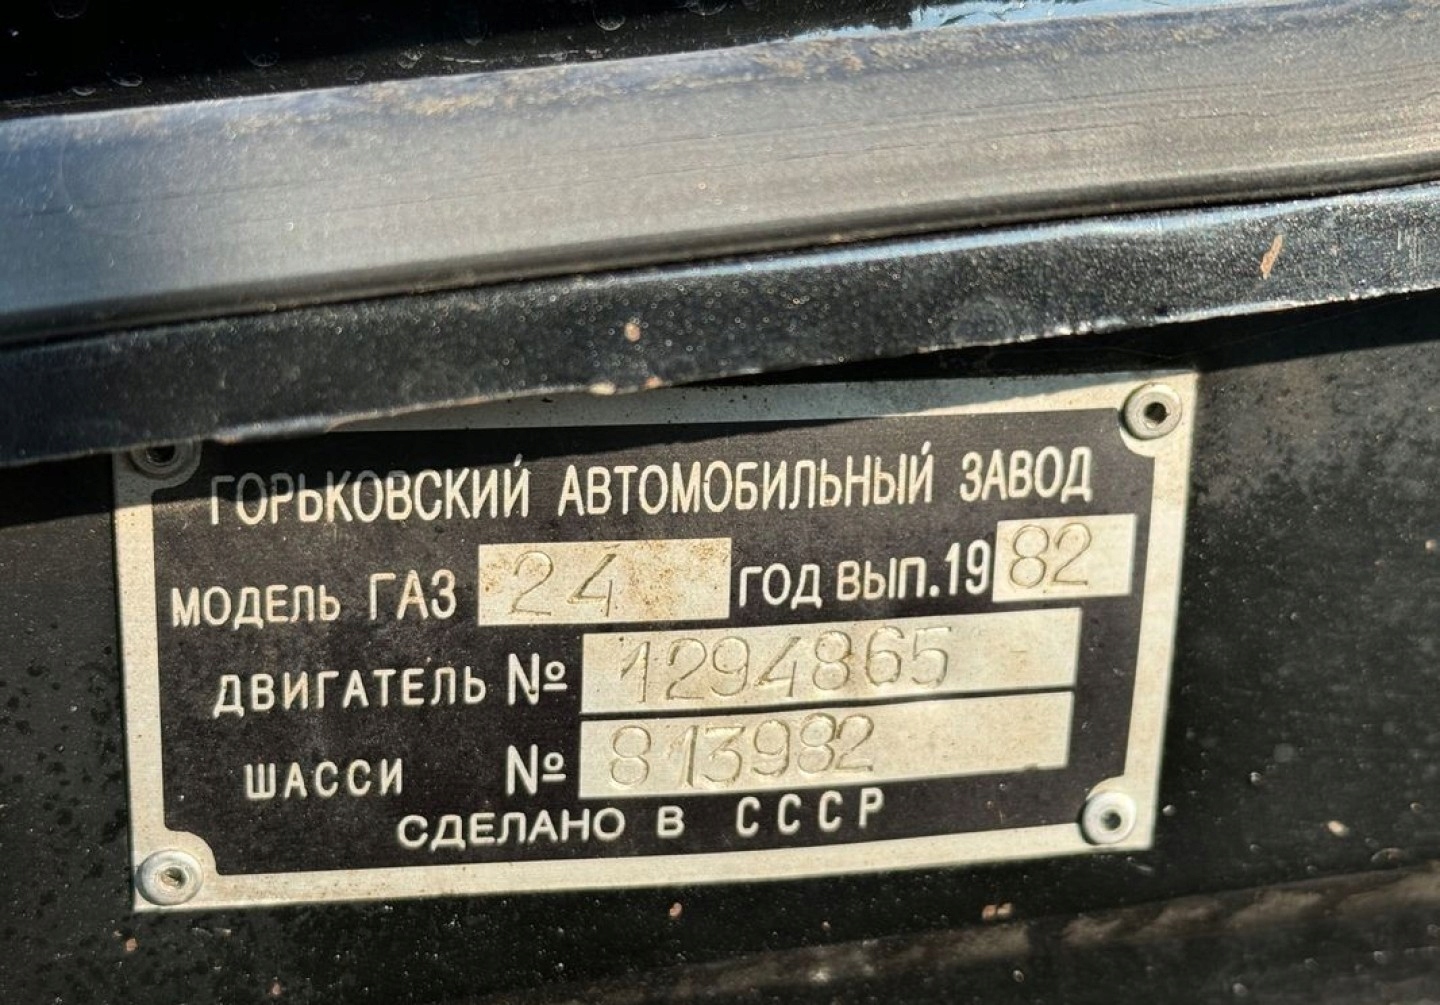 ГОРЬКОВСКИЙ АВТОМОБИЛЬНЫЙ ЗАВОД
МОДЕЛЬ ГАЗ 24 ГОД ВЫП. 1982
ДВИГАТЕЛЬ № 1294865
ШАССИ № 813982
СДЕЛАНО В СССР